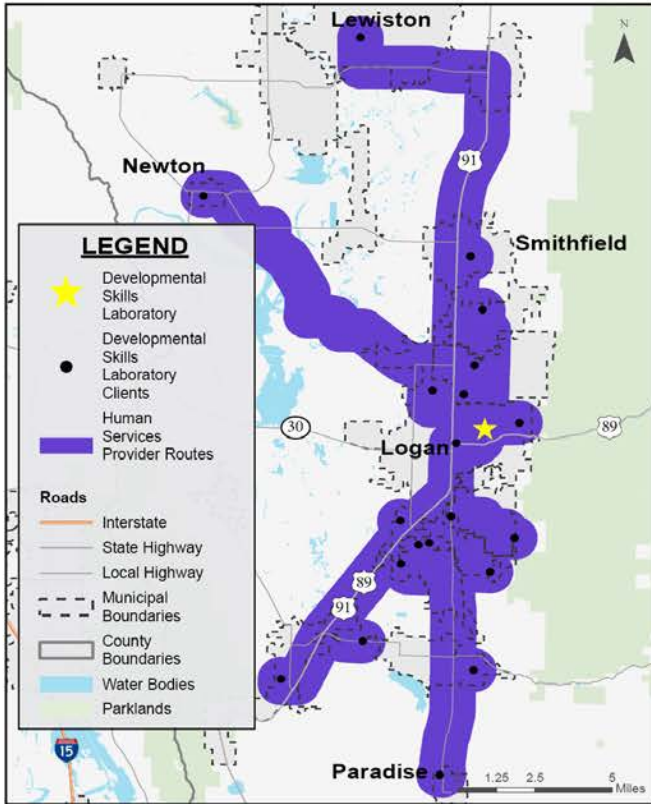 Lewiston
N
91
Newton
Smithfield
LEGEND
Developmental
Skills
Laboratory
Developmental
Skills
Laboratory
Clients
Human
Services
Provider Routes
Roads
Interstate
State Highway
Local Highway
Municipal
Boundaries
County
Boundaries
Water Bodies
Parklands
30
89
Logan
89
91
15
Paradise
1.25 2.5 5
Miles